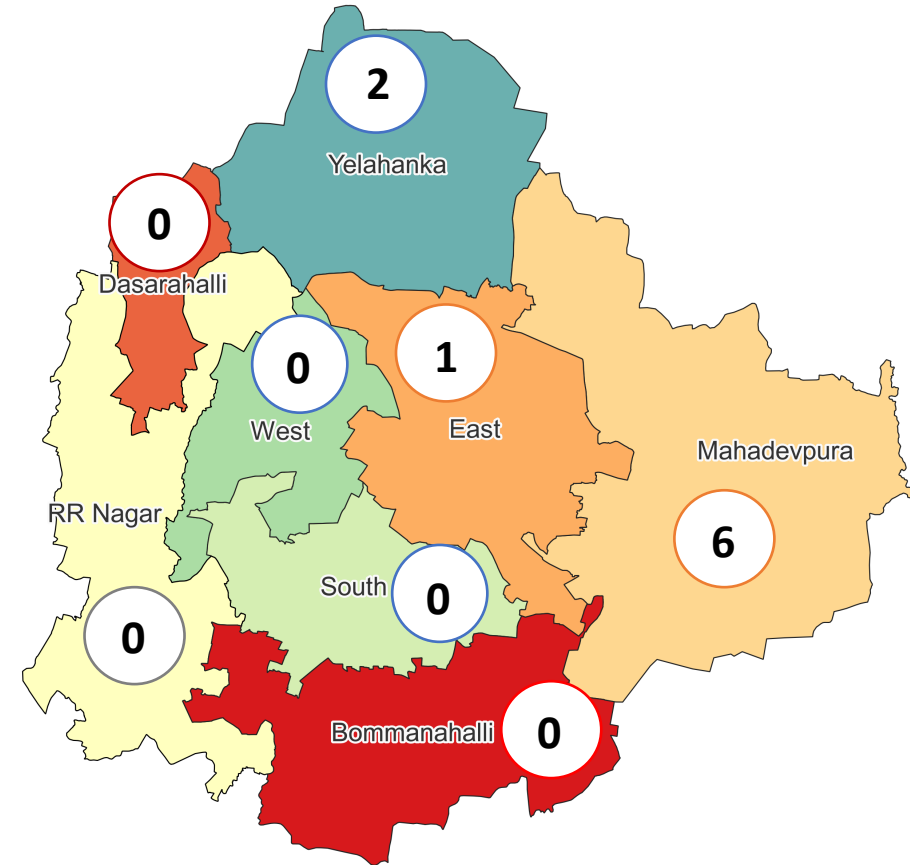 2
Yelahanka
0
Dasarahalli
0
West
1
East
Mahadevpura
6
RR Nagar
0
South
0
Bommanahalli
0